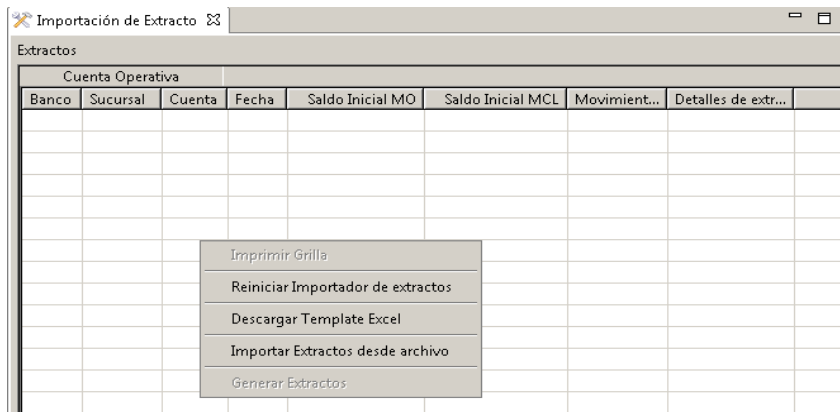 Importación de Extracto
Extractos
Cuenta Operativa
Banco Sucursal Cuenta Fecha Saldo Inicial MO Saldo Inicial MCL Movimient... Detalles de extr...
Imprimir Grilla
Reiniciar Importador de extractos
Descargar Template Excel
Importar Extractos desde archivo
Generar Extractos